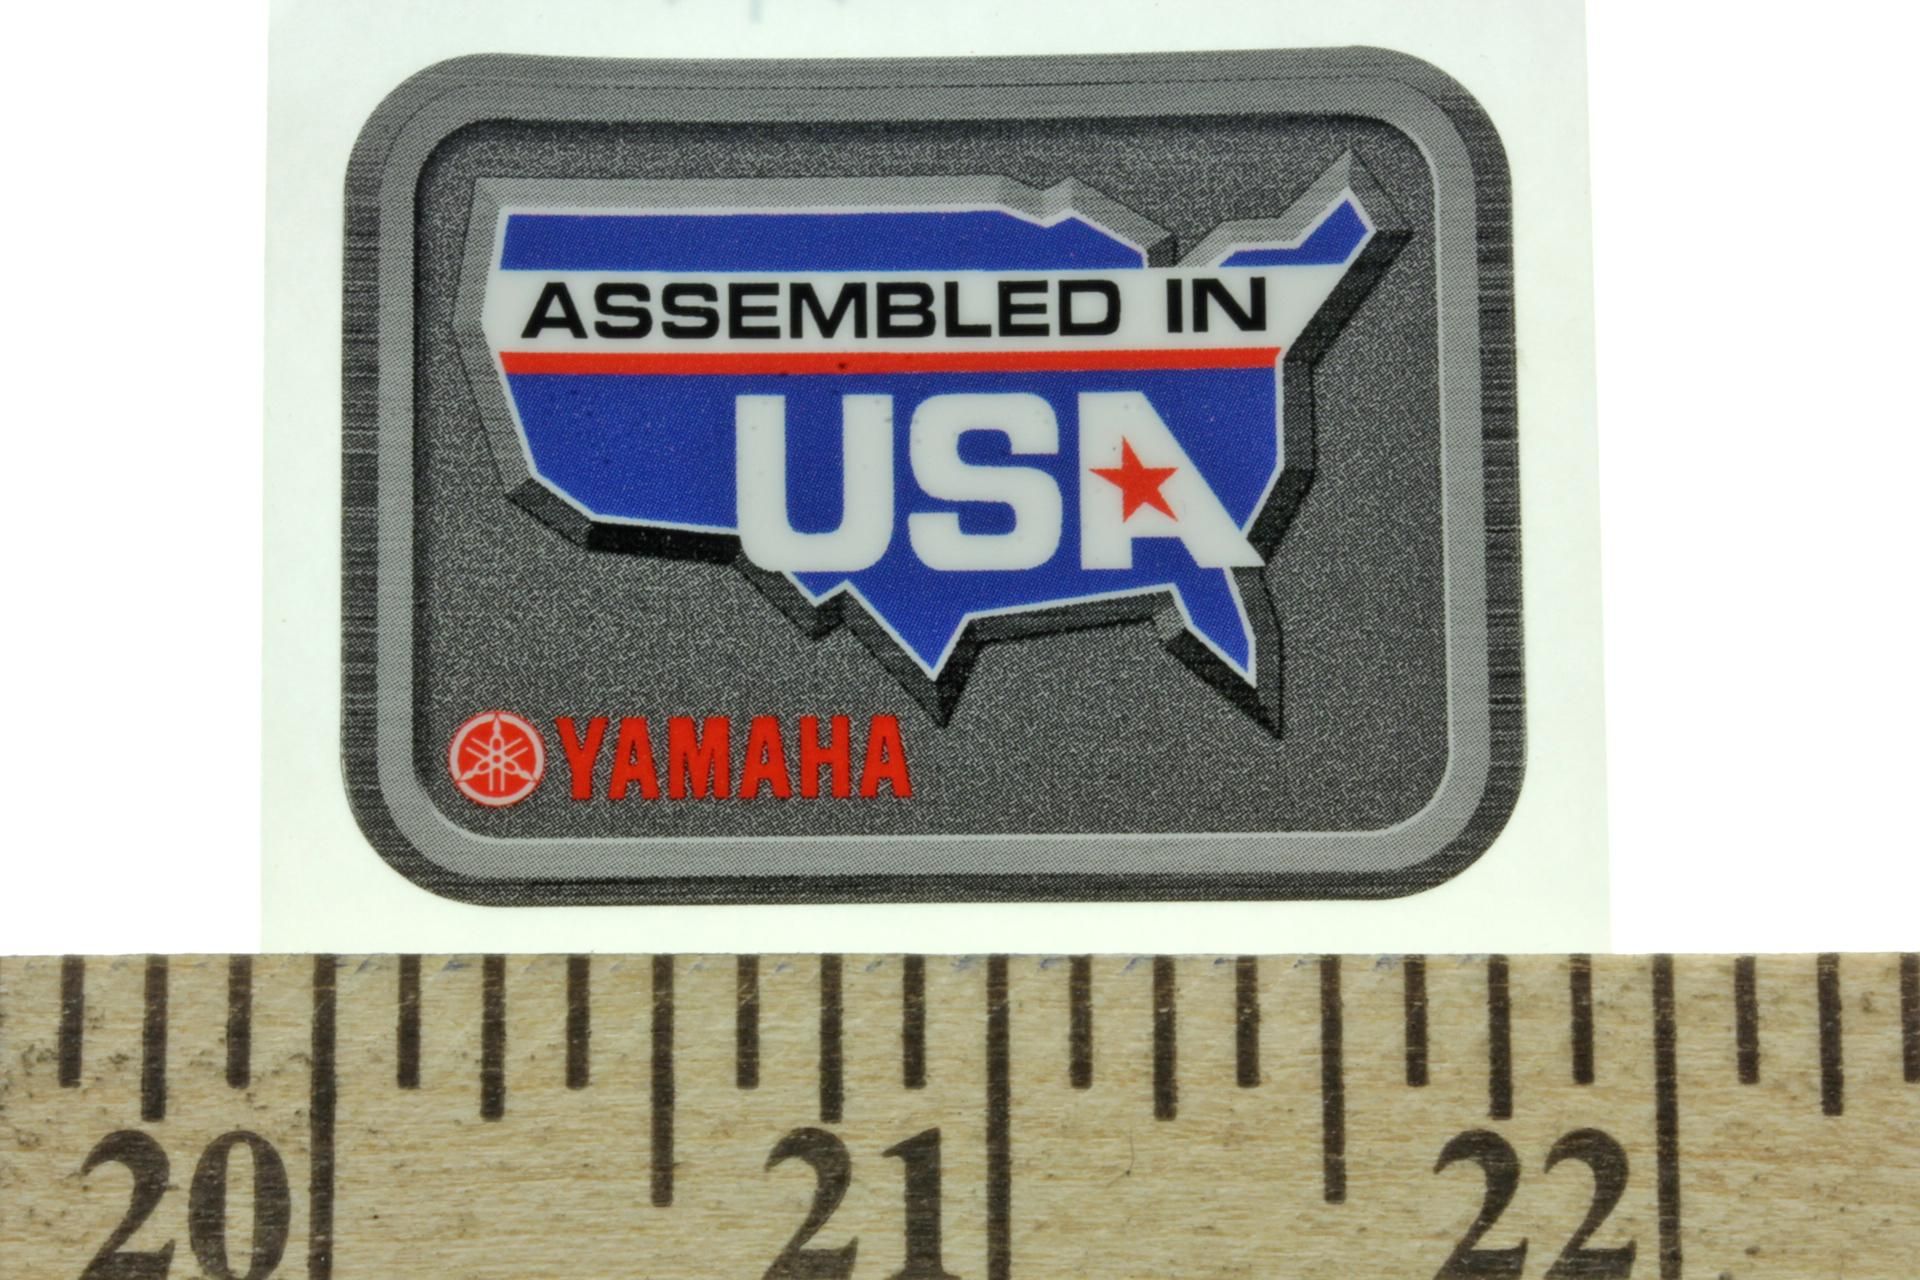 ASSEMBLED IN
USA
YAMAHA
20 21 22